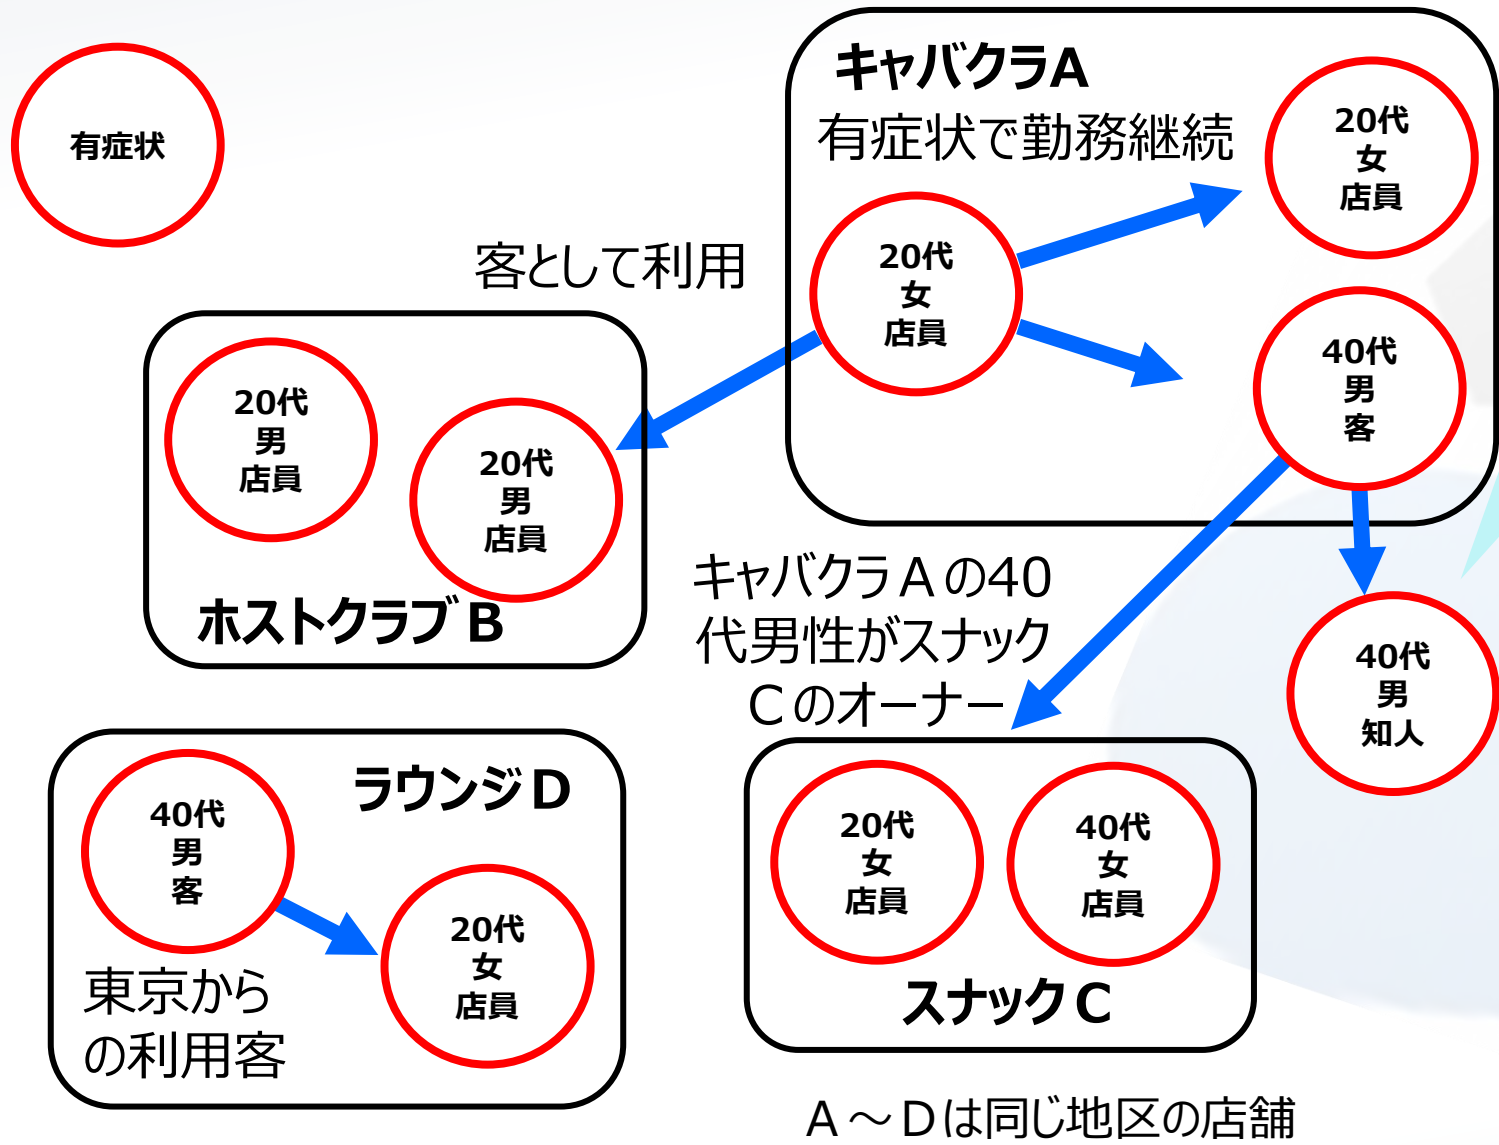 有症状
キャバクラA
有症状で勤務継続
20代
女
店員
20代
女
店員
40代
男
客
客として利用
20代
男
店員
20代
男
店員
ホストクラブB
キャバクラAの40
代男性がスナック
Cのオーナー
40代
男
知人
ラウンジD
40代
男
客
20代
女
店員
東京から
の利用客
20代
女
店員
40代
女
店員
スナックC
A～Dは同じ地区の店舗